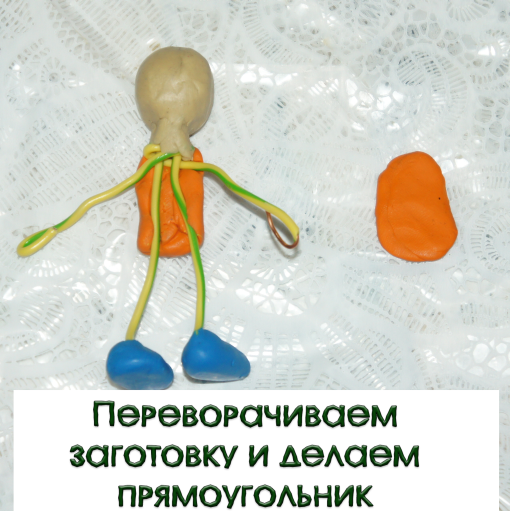 Переворачиваем
заготовку и делаем
прямоугольник